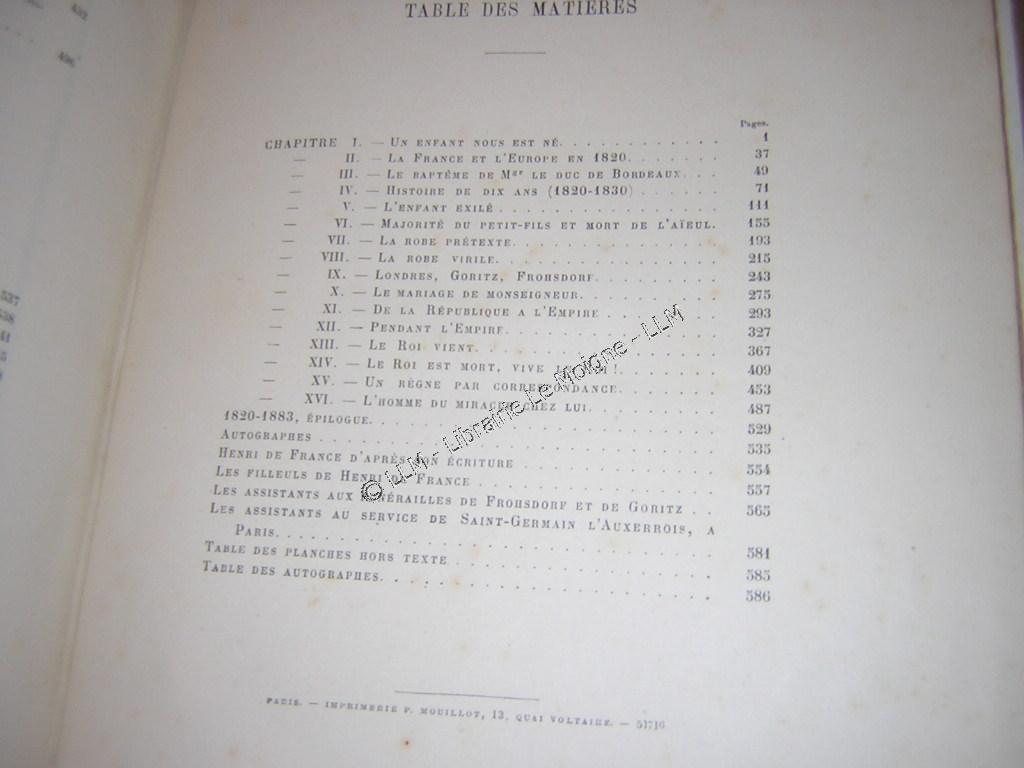 437
496
537
TABLE DES MATIÈRES
Pages.
CHAPITRE I. — UN ENFANT NOUS EST NÉ. 1
— II. — LA FRANCE ET L'EUROPE EN 1820. 37
— III. — LE BAPTÊME DE Mgr LE DUC DE BORDEAUX. 49
— IV. — HISTOIRE DE DIX ANS (1820-1830) 71
— V. — L'ENFANT EXILÉ 111
— VI. — MAJORITÉ DU PETIT-FILS ET MORT DE L'AÏEUL. 155
— VII. — LA ROBE PRÉTEXTE. 193
— VIII. — LA ROBE VIRILE. 215
— IX. — LONDRES, GORITZ, FROHSDORF. 243
— X. — LE MARIAGE DE MONSEIGNEUR. 275
— XI. — DE LA RÉPUBLIQUE A L'EMPIRE 293
— XII. — PENDANT L'EMPIRE. 327
— XIII. — LE ROI VIENT. 367
— XIV. — LE ROI EST MORT, VIVE LE ROI! 409
— XV. — UN RÈGNE PAR CORRESPONDANCE. 453
— XVI. — L'HOMME DU MIRACLE CHEZ LUI. 487
1820-1883, ÉPILOGUE. 529
AUTOGRAPHES 535
HENRI DE FRANCE D'APRÈS SON ÉCRITURE 554
LES FILLEULS DE HENRI DE FRANCE 557
LES ASSISTANTS AUX FUNÉRAILLES DE FROHSDORF ET DE GORITZ 565
LES ASSISTANTS AU SERVICE DE SAINT-GERMAIN L'AUXERROIS, A
PARIS. 581
TABLE DES PLANCHES HORS TEXTE 585
TABLE DES AUTOGRAPHES. 586
PARIS. — IMPRIMERIE P. MOUILLOT, 13, QUAI VOLTAIRE. — 51716
© LLM - Librairie Le Moigne - LLM